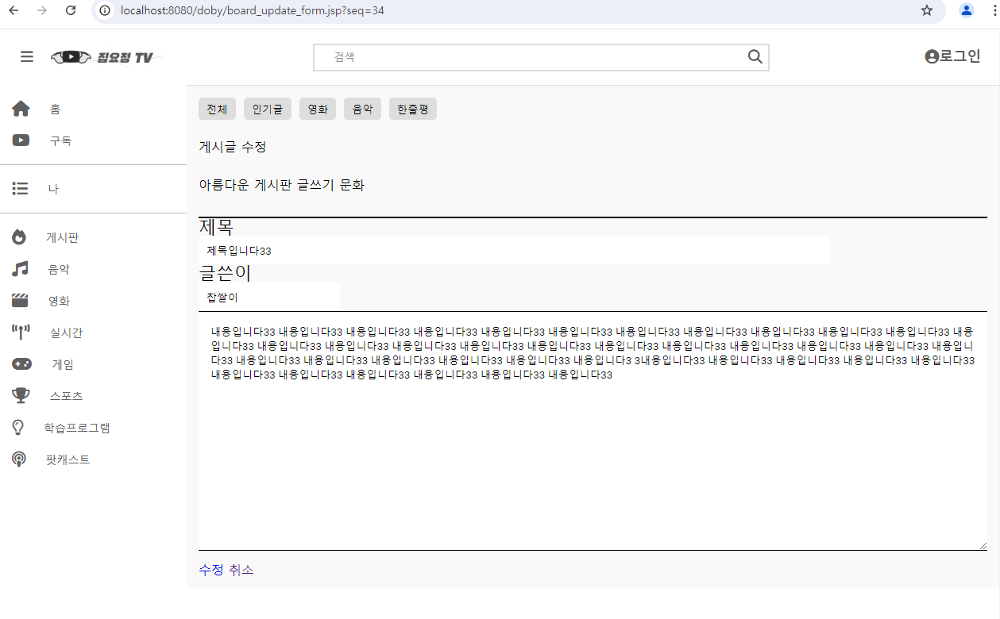 localhost:8080/doby/board_update_form.jsp?seq=34
집요정 TV
검색
로그인
홈
구독
나
게시판
음악
영화
실시간
게임
스포츠
학습프로그램
팟캐스트
전체 인기글 영화 음악 한줄평
게시글 수정
아름다운 게시판 글쓰기 문화
제목
제목입니다33
글쓴이
찹쌀이
내용입니다33 내용입니다33 내용입니다33 내용입니다33 내용입니다33 내용입니다33 내용입니다33 내용입니다33 내용입니다33 내용입니다33 내용입니다33 내용
입니다33 내용입니다33 내용입니다33 내용입니다33 내용입니다33 내용입니다33 내용입니다33 내용입니다33 내용입니다33 내용입니다33 내용입니다33 내용입니
다33 내용입니다33 내용입니다33 내용입니다33 내용입니다33 내용입니다33 내용입니다3 3내용입니다33 내용입니다33 내용입니다33 내용입니다33 내용입니다33
내용입니다33 내용입니다33 내용입니다33 내용입니다33 내용입니다33 내용입니다33
수정 취소